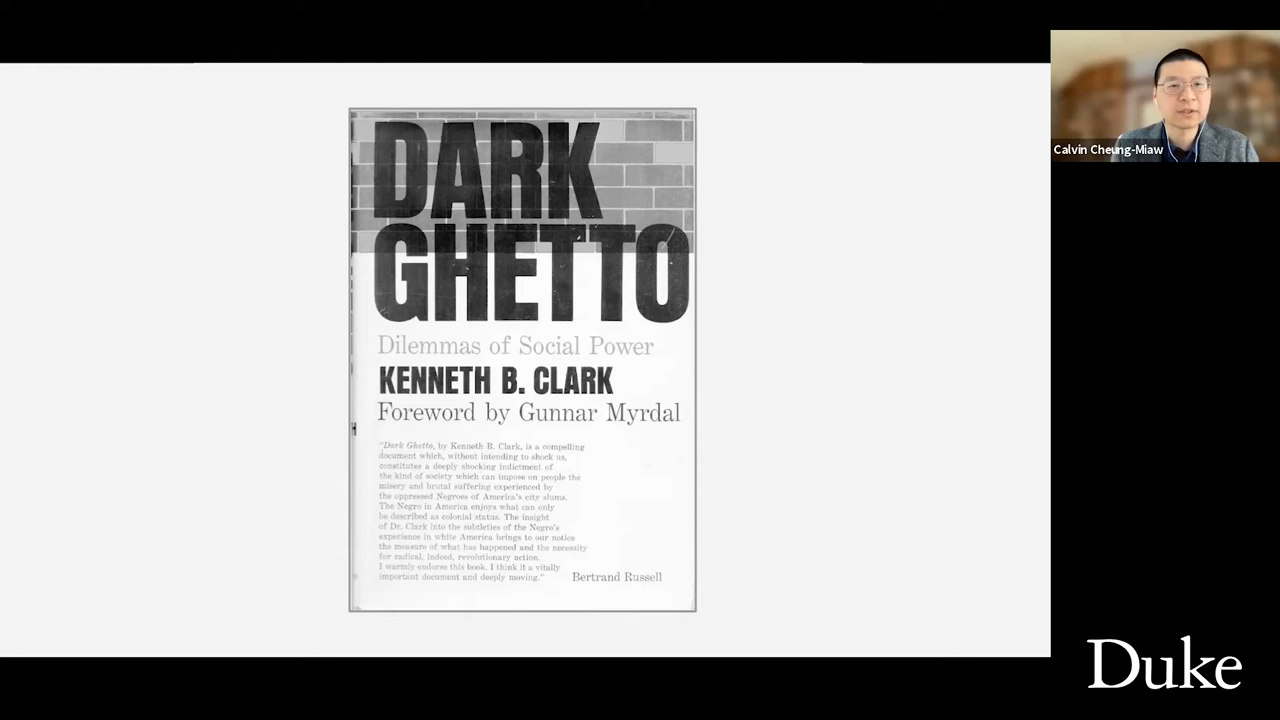 DARK
GHETTO
Dilemmas of Social Power
KENNETH B. CLARK
Foreword by Gunnar Myrdal
"Dark Ghetto, by Kenneth B. Clark, is a compelling
document which, without intending to shock us,
constitutes a deeply shocking indictment of
the kind of society which can impose on people the
misery and brutal suffering experienced by
the oppressed Negroes of America's city slums.
The Negro in America enjoys what can only
be described as colonial status. The insight
of Dr. Clark into the subtleties of the Negro's
experience in white America brings to our notice
the measure of what has happened and the necessity
for radical, indeed, revolutionary action.
I warmly endorse this book. I think it a vitally
important document and deeply moving."
Bertrand Russell
Calvin Cheung-Miaw
Duke